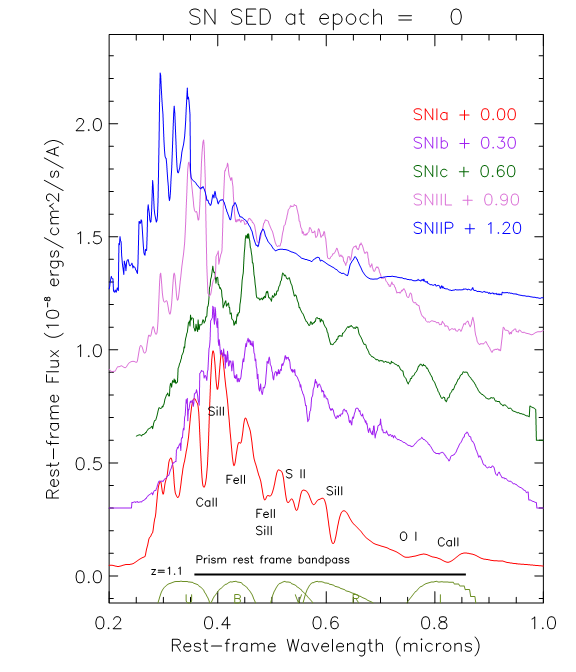 SN SED at epoch = 0
SNIa + 0.00
SNIb + 0.30
SNIc + 0.60
SNIIL + 0.90
SNIIP + 1.20
Rest-frame Flux (10⁻⁸ ergs/cm^2/s/A)
2.0
1.5
1.0
0.5
0.0
SiII
CaII
FeII
S II
FeII
SiII
SiII
O I
CaII
Prism rest frame bandpass
z=1.1
U B V R I
0.2 0.4 0.6 0.8 1.0
Rest-frame Wavelength (microns)